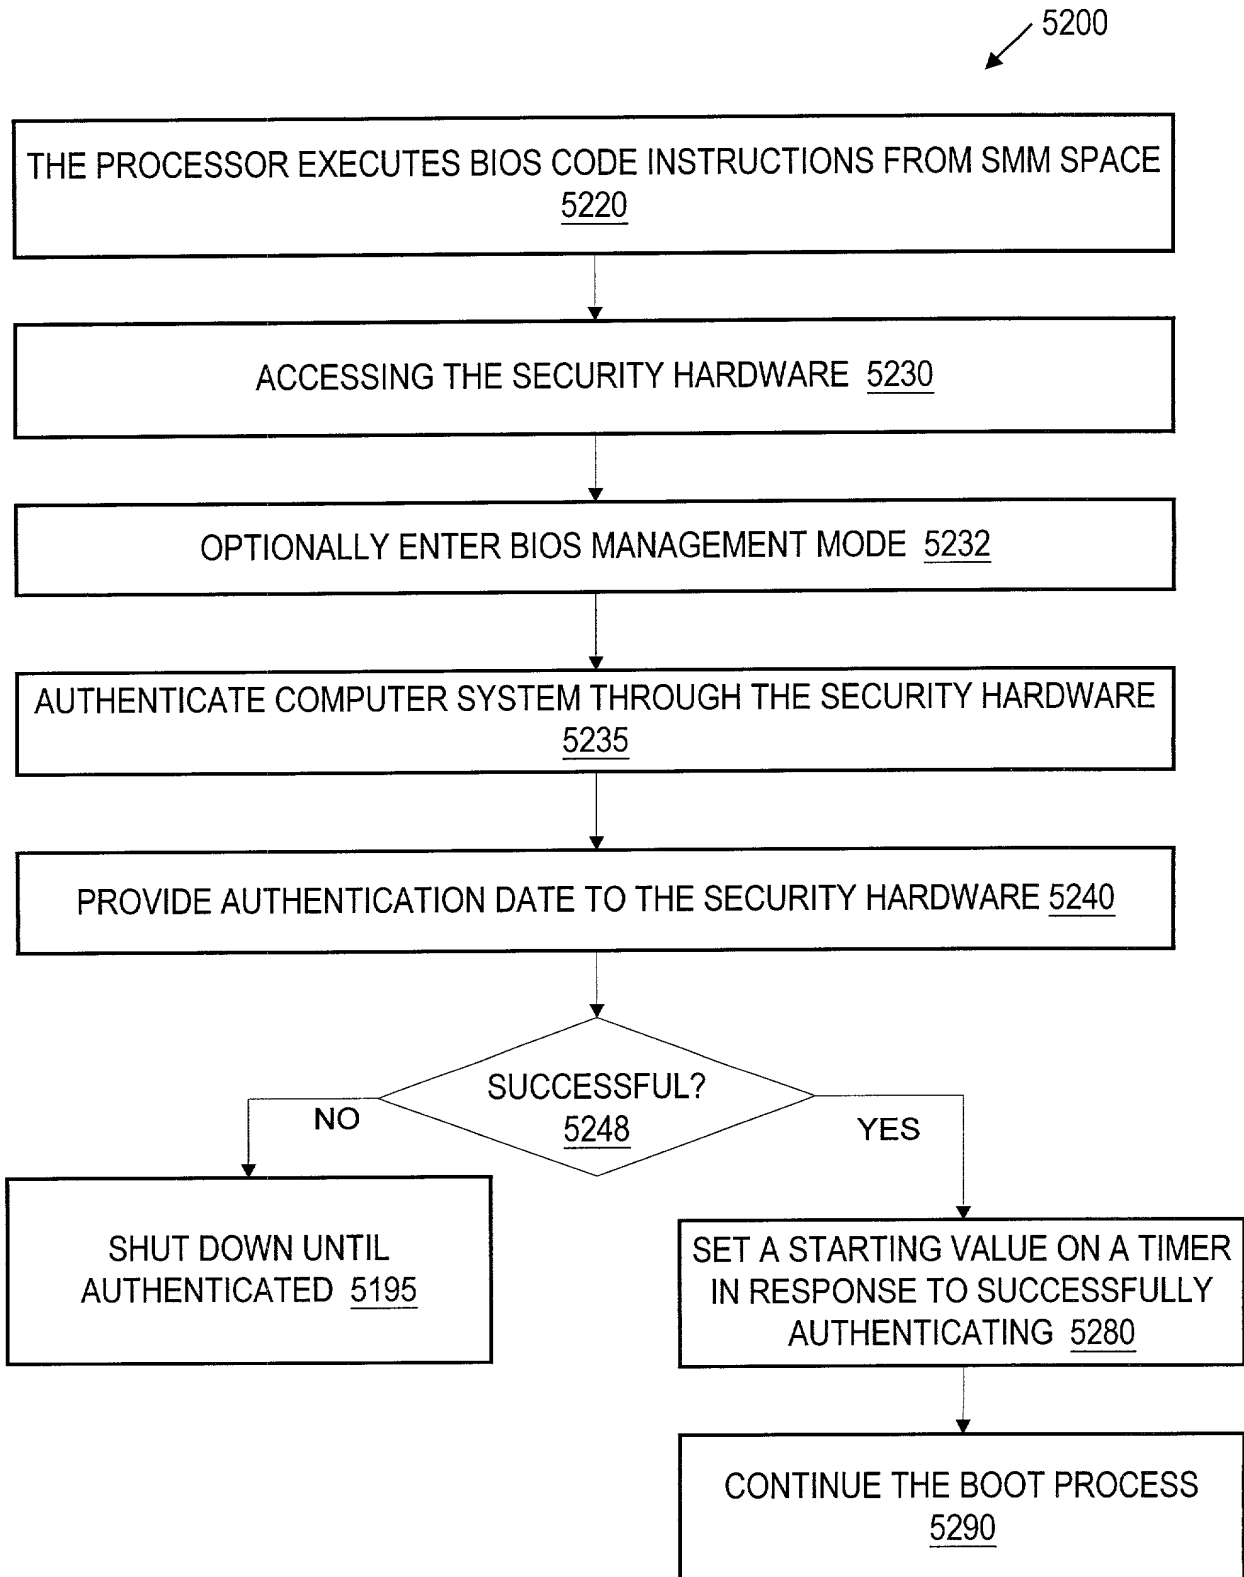 5200
THE PROCESSOR EXECUTES BIOS CODE INSTRUCTIONS FROM SMM SPACE
5220
ACCESSING THE SECURITY HARDWARE 5230
OPTIONALLY ENTER BIOS MANAGEMENT MODE 5232
AUTHENTICATE COMPUTER SYSTEM THROUGH THE SECURITY HARDWARE
5235
PROVIDE AUTHENTICATION DATE TO THE SECURITY HARDWARE 5240
SUCCESSFUL?
5248
NO
YES
SHUT DOWN UNTIL
AUTHENTICATED 5195
SET A STARTING VALUE ON A TIMER
IN RESPONSE TO SUCCESSFULLY
AUTHENTICATING 5280
CONTINUE THE BOOT PROCESS
5290